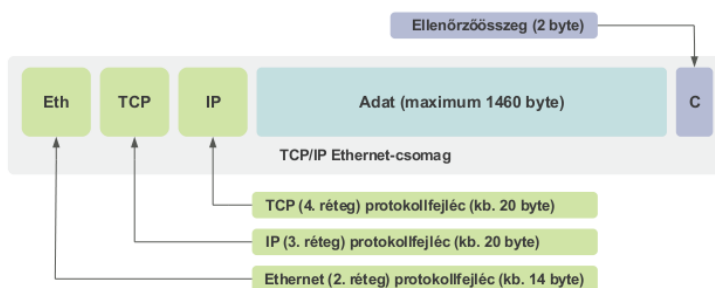 Ellenőrzőösszeg (2 byte)
Eth TCP IP Adat (maximum 1460 byte) C
TCP/IP Ethernet-csomag
TCP (4. réteg) protokollfejléc (kb. 20 byte)
IP (3. réteg) protokollfejléc (kb. 20 byte)
Ethernet (2. réteg) protokollfejléc (kb. 14 byte)